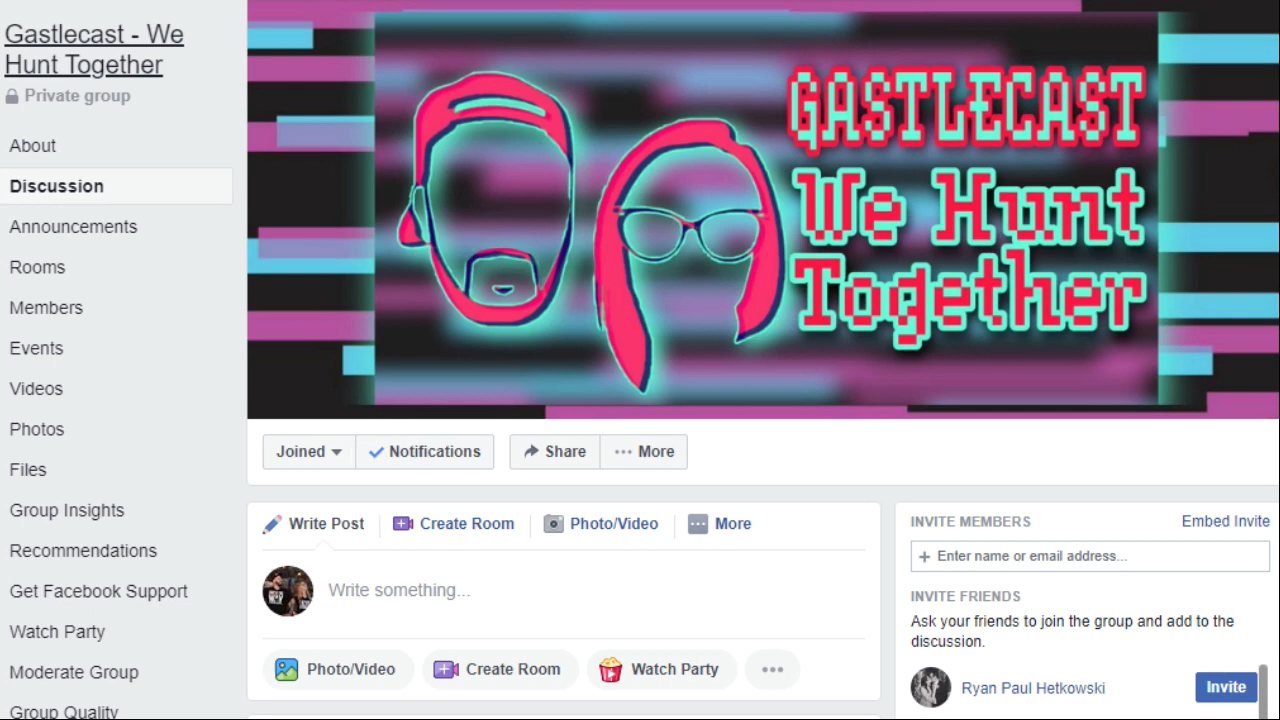 Gastlecast - We
Hunt Together
Private group
About
Discussion
Announcements
Rooms
Members
Events
Videos
Photos
Files
Group Insights
Recommendations
Get Facebook Support
Watch Party
Moderate Group
Group Quality
GASTLECAST
We Hunt
Together
Joined
Notifications
Share
More
Write Post
Create Room
Photo/Video
More
Write something...
Photo/Video
Create Room
Watch Party
INVITE MEMBERS
Embed Invite
Enter name or email address...
INVITE FRIENDS
Ask your friends to join the group and add to the
discussion.
Ryan Paul Hetkowski
Invite